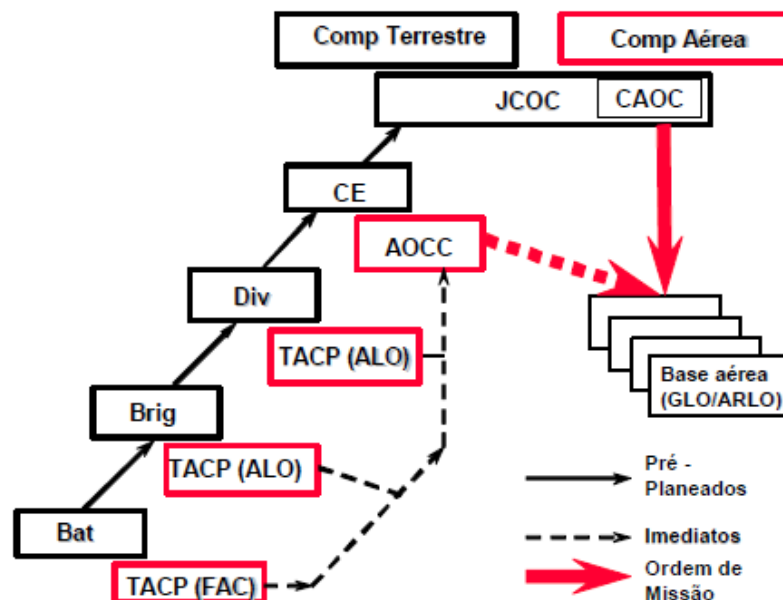 Comp Terrestre
Comp Aérea
JCOC
CAOC
CE
AOCC
Div
TACP (ALO)
Base aérea
(GLO/ARLO)
Brig
TACP (ALO)
Pré -
Planeados
Bat
Imediatos
TACP (FAC)
Ordem de
Missão